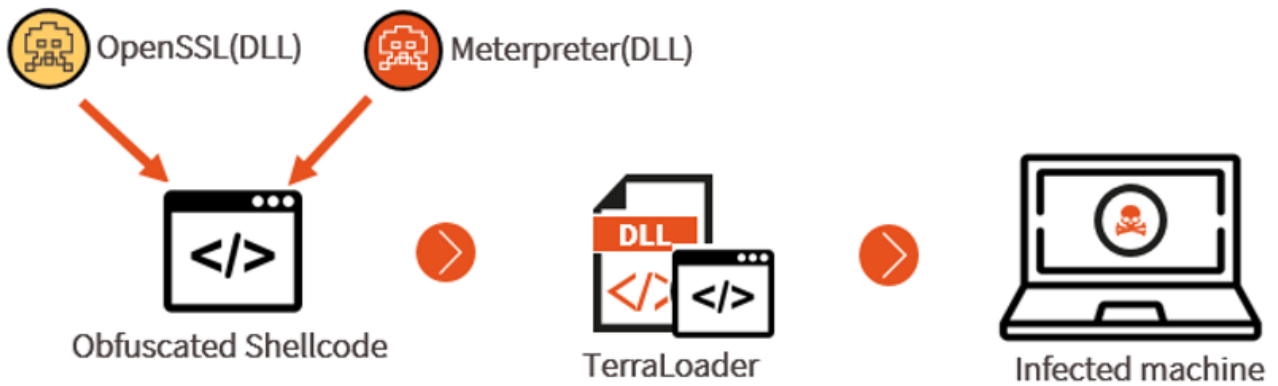 OpenSSL(DLL)
Meterpreter(DLL)
</>
DLL
</>
</>
Obfuscated Shellcode
TerraLoader
Infected machine